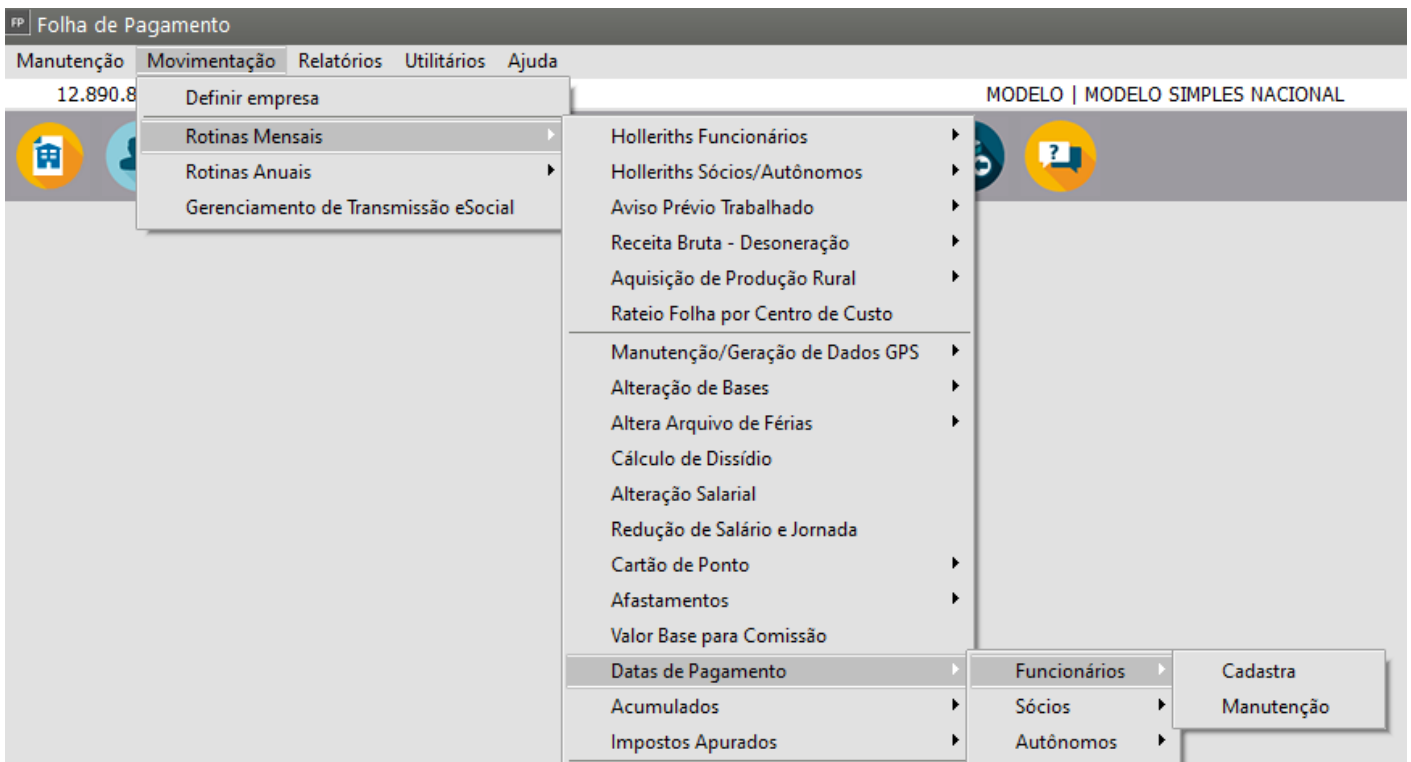 FP Folha de Pagamento
Manutenção Movimentação Relatórios Utilitários Ajuda
12.890.8 MODELO | MODELO SIMPLES NACIONAL
Definir empresa
Rotinas Mensais
Rotinas Anuais
Gerenciamento de Transmissão eSocial
Holleriths Funcionários
Holleriths Sócios/Autônomos
Aviso Prévio Trabalhado
Receita Bruta - Desoneração
Aquisição de Produção Rural
Rateio Folha por Centro de Custo
Manutenção/Geração de Dados GPS
Alteração de Bases
Altera Arquivo de Férias
Cálculo de Dissídio
Alteração Salarial
Redução de Salário e Jornada
Cartão de Ponto
Afastamentos
Valor Base para Comissão
Datas de Pagamento
Acumulados
Impostos Apurados
Funcionários
Sócios
Autônomos
Cadastra
Manutenção